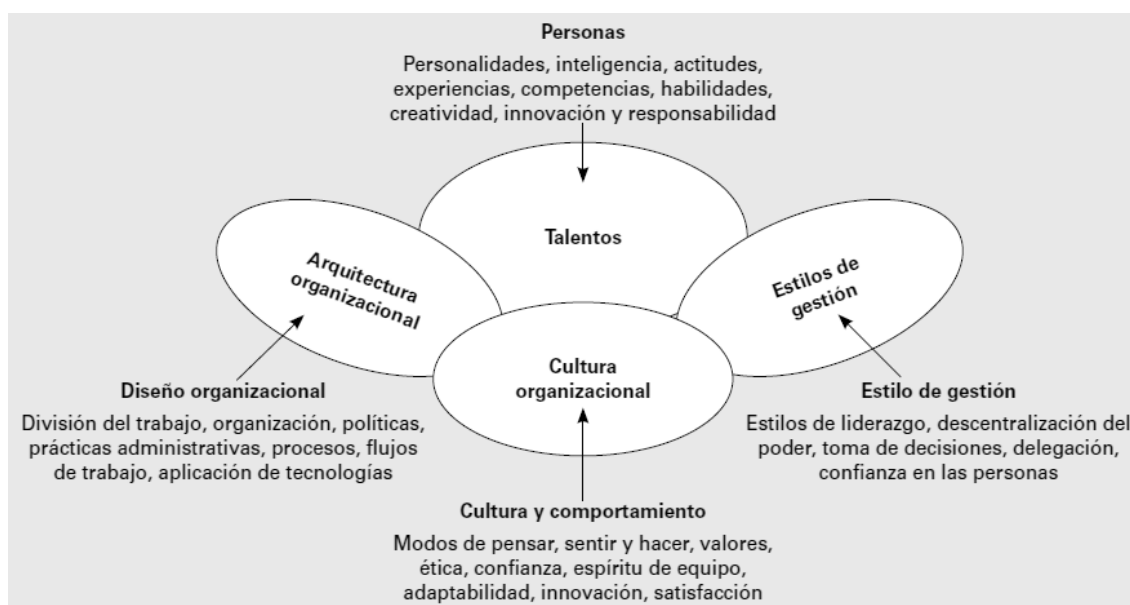 Personas
Personalidades, inteligencia, actitudes,
experiencias, competencias, habilidades,
creatividad, innovación y responsabilidad
Talentos
Arquitectura
organizacional
Estilos de
gestión
Cultura
organizacional
Diseño organizacional
División del trabajo, organización, políticas,
prácticas administrativas, procesos, flujos
de trabajo, aplicación de tecnologías
Estilo de gestión
Estilos de liderazgo, descentralización del
poder, toma de decisiones, delegación,
confianza en las personas
Cultura y comportamiento
Modos de pensar, sentir y hacer, valores,
ética, confianza, espíritu de equipo,
adaptabilidad, innovación, satisfacción